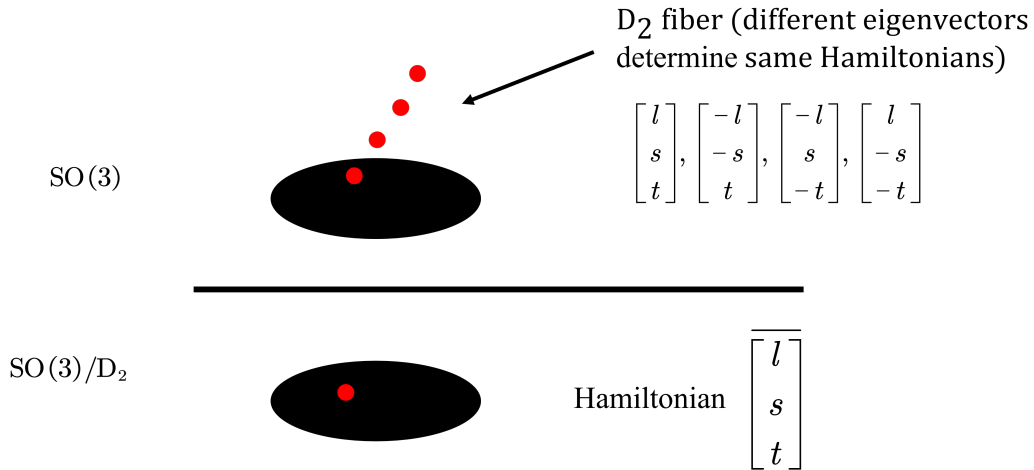 D₂ fiber (different eigenvectors
determine same Hamiltonians)
[l s t], [−l −s t], [−l s −t], [l −s −t]
SO(3)
SO(3)/D₂
Hamiltonian [l s t]